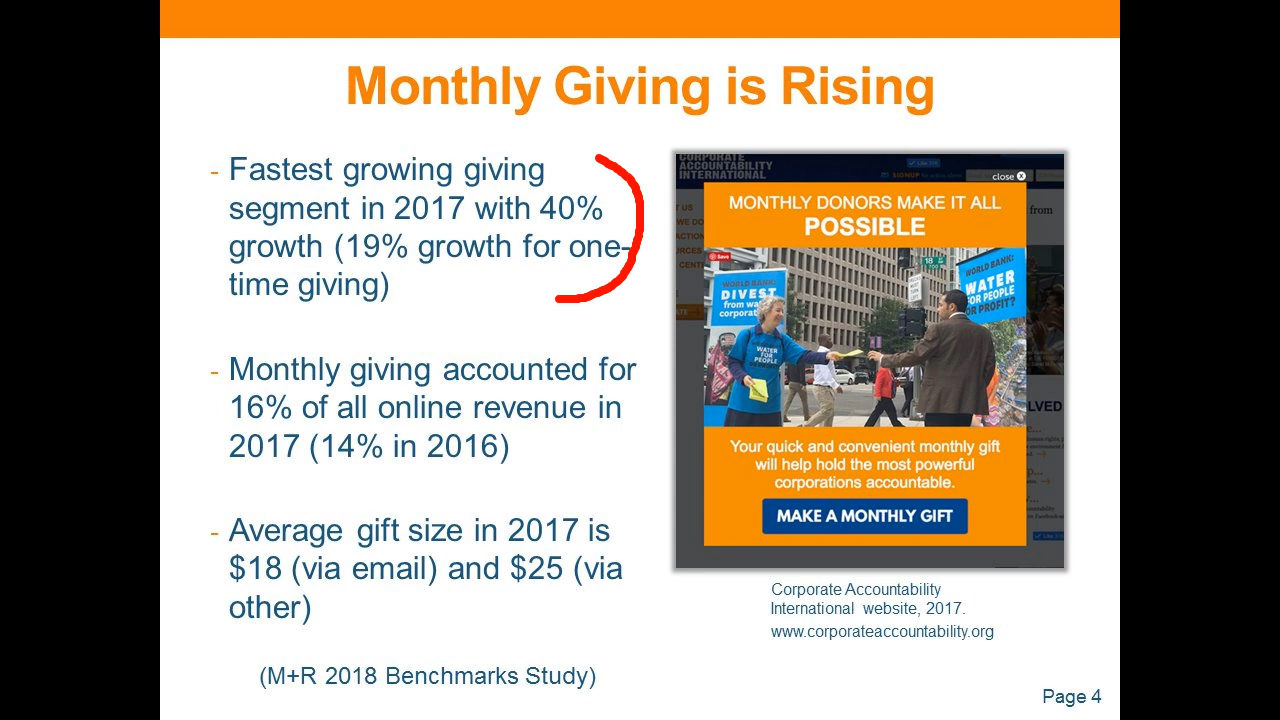 Monthly Giving is Rising
- Fastest growing giving
segment in 2017 with 40%
growth (19% growth for one-
time giving)
- Monthly giving accounted for
16% of all online revenue in
2017 (14% in 2016)
- Average gift size in 2017 is
$18 (via email) and $25 (via
other)
(M+R 2018 Benchmarks Study)
CORPORATE
ACCOUNTABILITY
INTERNATIONAL
Like
SIGNUP
close X
MONTHLY DONORS MAKE IT ALL
POSSIBLE
from
Save
18
WORLD BANK:
DIVEST
from
corporat
WORLD BANK:
WATER
FOR PEOPLE
OR PROFIT?
WATER
FOR
PEOPLE
Your quick and convenient monthly gift
will help hold the most powerful
corporations accountable.
MAKE A MONTHLY GIFT
Corporate Accountability
International website, 2017.
www.corporateaccountability.org
Page 4